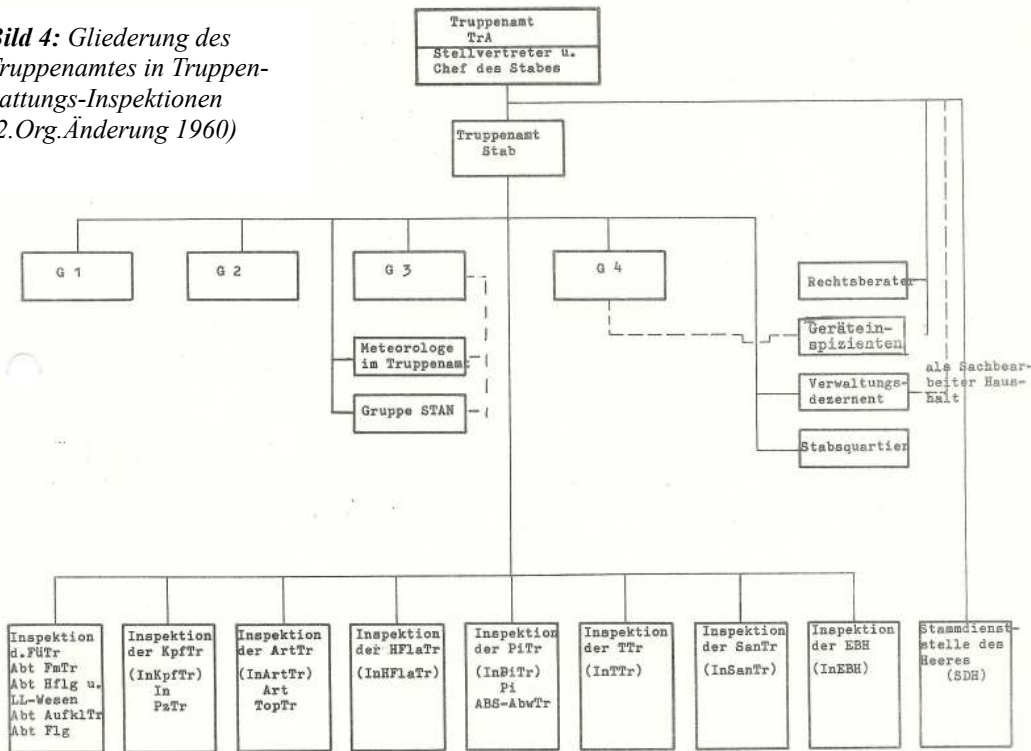 Bild 4: Gliederung des
Truppenamtes in Truppen-
gattungs-Inspektionen
2.Org.Änderung 1960)
Truppenamt
TrA
Stellvertreter u.
Chef des Stabes
Truppenamt
Stab
G 1
G 2
G 3
G 4
Meteorologe
im Truppenamt
Gruppe STAN
Rechtsberater
Gerätein-
spizienten
Verwaltungs-
dezernent
als Sachbear-
beiter Haus-
halt
Stabsquartier
Inspektion
d.FüTr
Abt FmTr
Abt Hflg u.
LL-Wesen
Abt AufklTr
Abt Flg
Inspektion
der KpfTr
(InKpfTr)
In
PzTr
Inspektion
der ArtTr
(InArtTr)
Art
TopTr
Inspektion
der HFlaTr
(InHFlaTr)
Inspektion
der PiTr
(InPiTr)
Pi
ABS-AbwTr
Inspektion
der TTr
(InTTr)
Inspektion
der SanTr
(InSanTr)
Inspektion
der EBH
(InEBH)
Stammdienst-
stelle des
Heeres
(SDH)